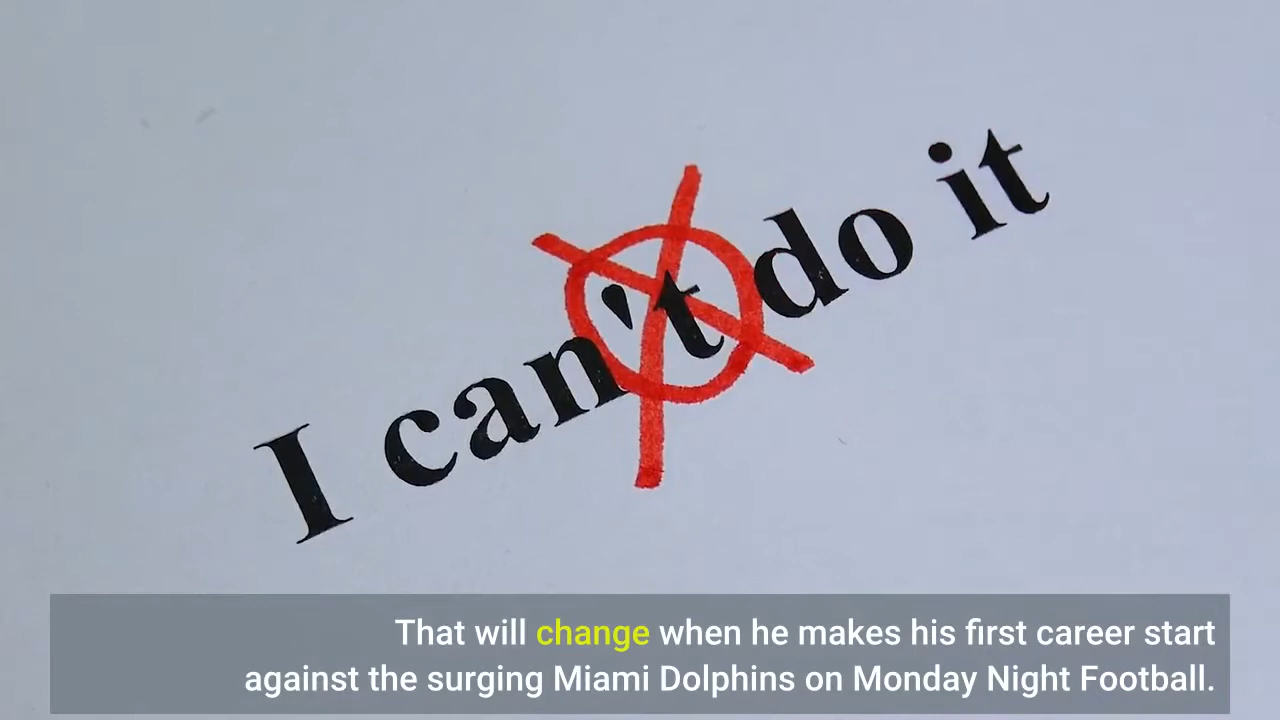 I can't do it
That will change when he makes his first career start
against the surging Miami Dolphins on Monday Night Football.